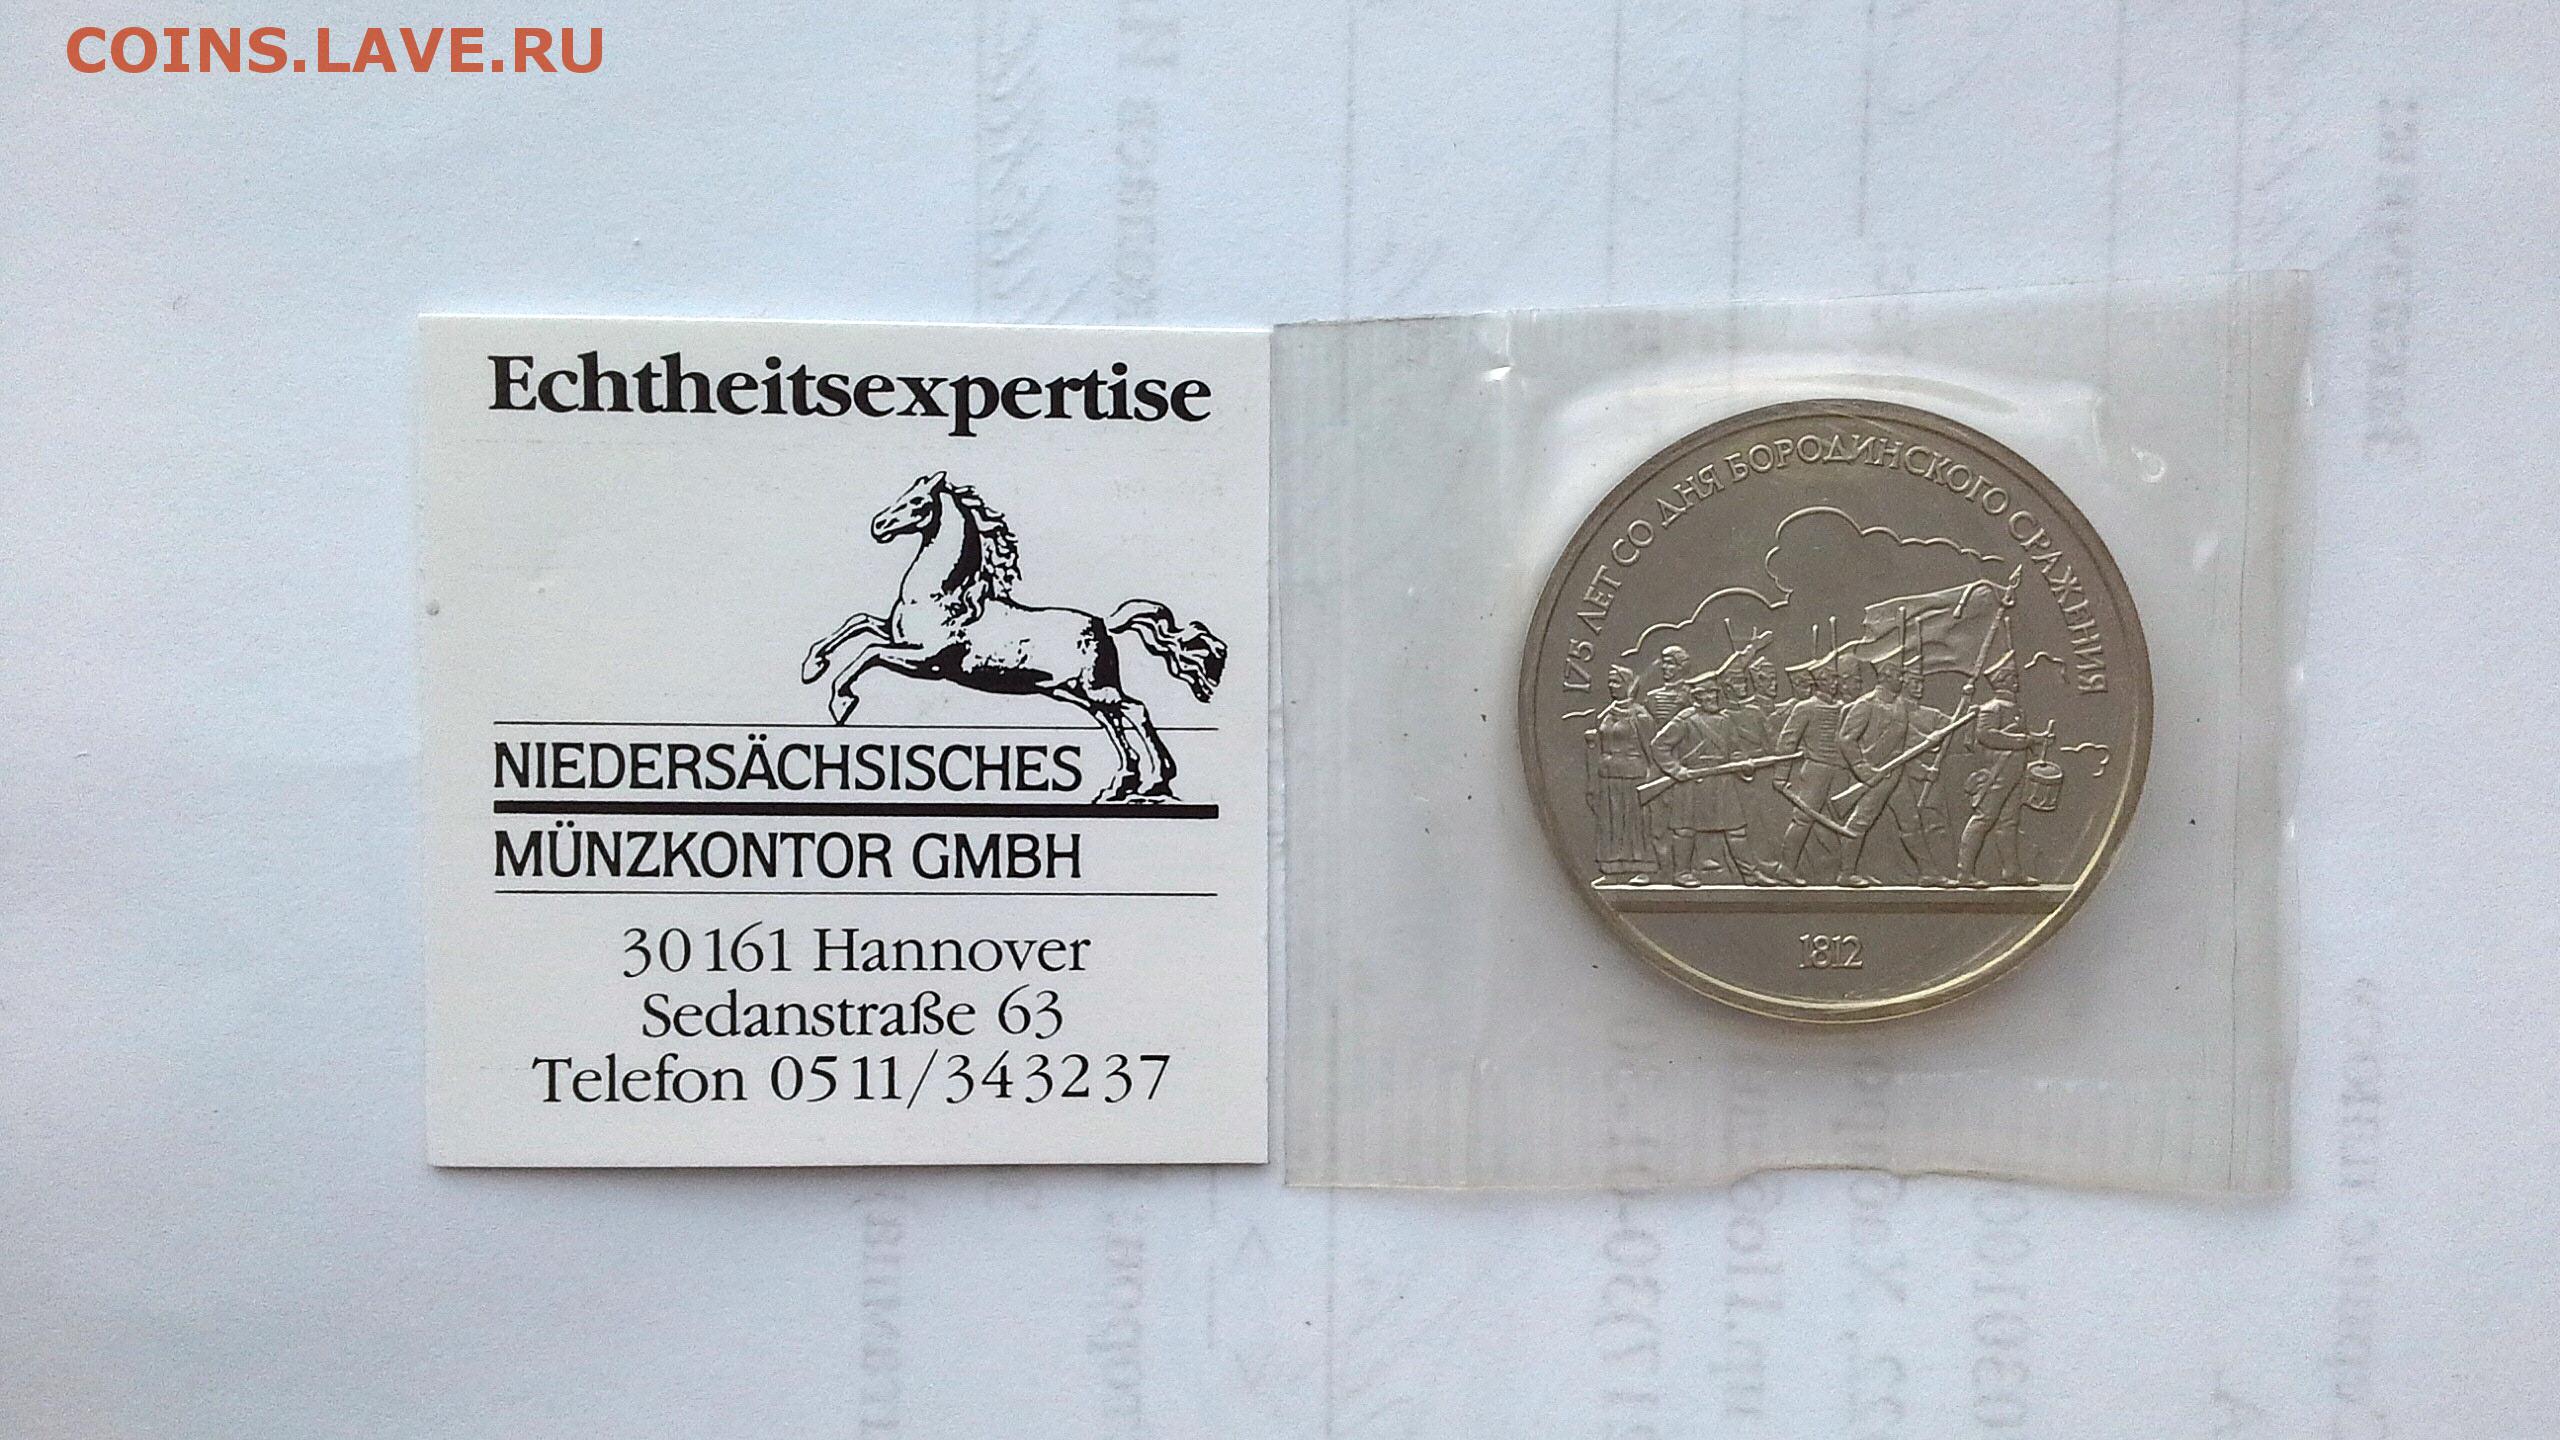 COINS.LAVE.RU
Echtheitsexpertise
NIEDERSÄCHSISCHES
MÜNZKONTOR GMBH
30161 Hannover
Sedanstraße 63
Telefon 0511/343237
175 ЛЕТ СО ДНЯ БОРОДИНСКОГО СРАЖЕНИЯ
1812